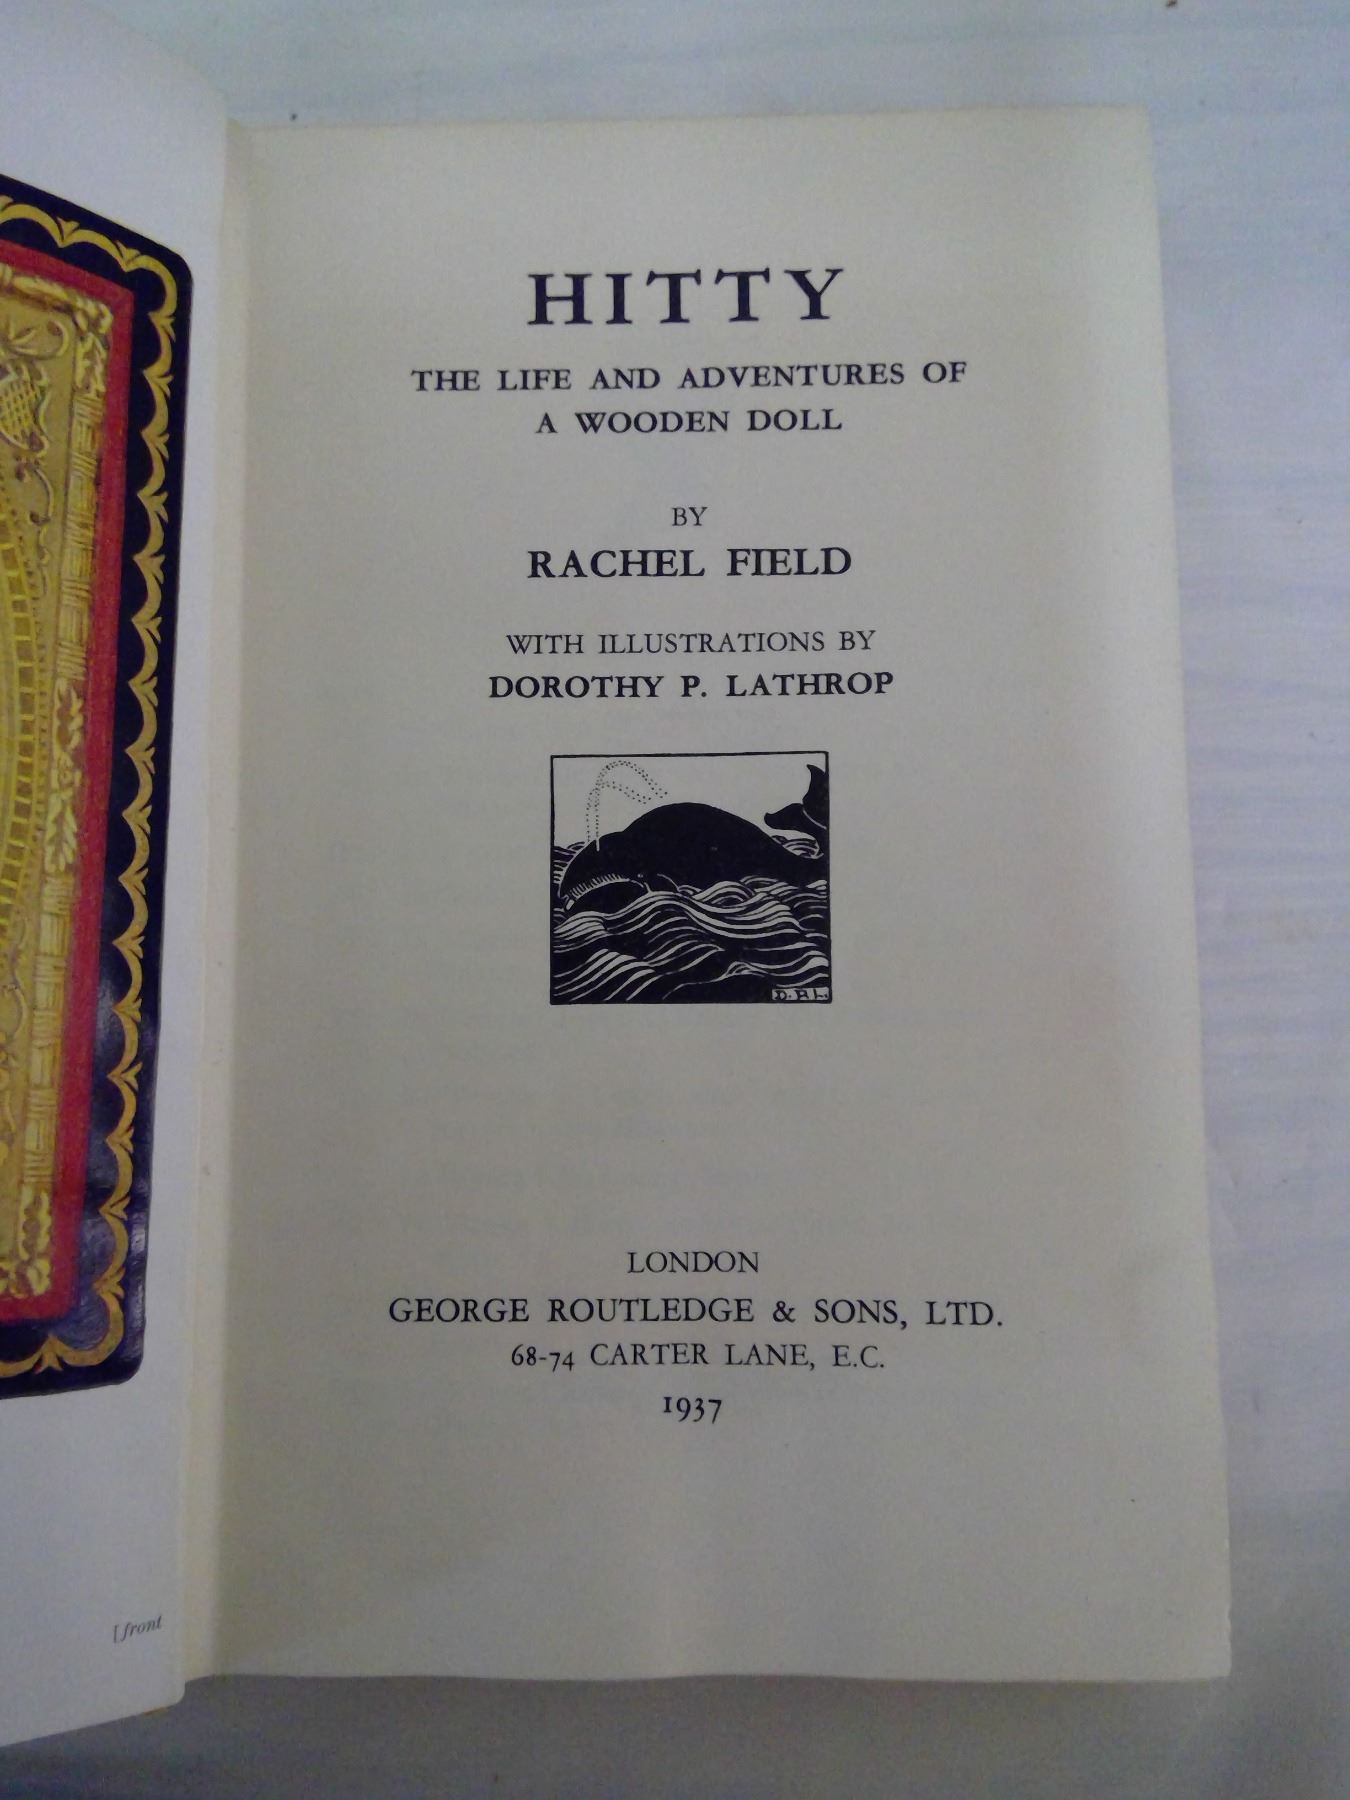 HITTY
THE LIFE AND ADVENTURES OF
A WOODEN DOLL
BY
RACHEL FIELD
WITH ILLUSTRATIONS BY
DOROTHY P. LATHROP
D.P.L.
LONDON
GEORGE ROUTLEDGE & SONS, LTD.
68-74 CARTER LANE, E.C.
1937
[front